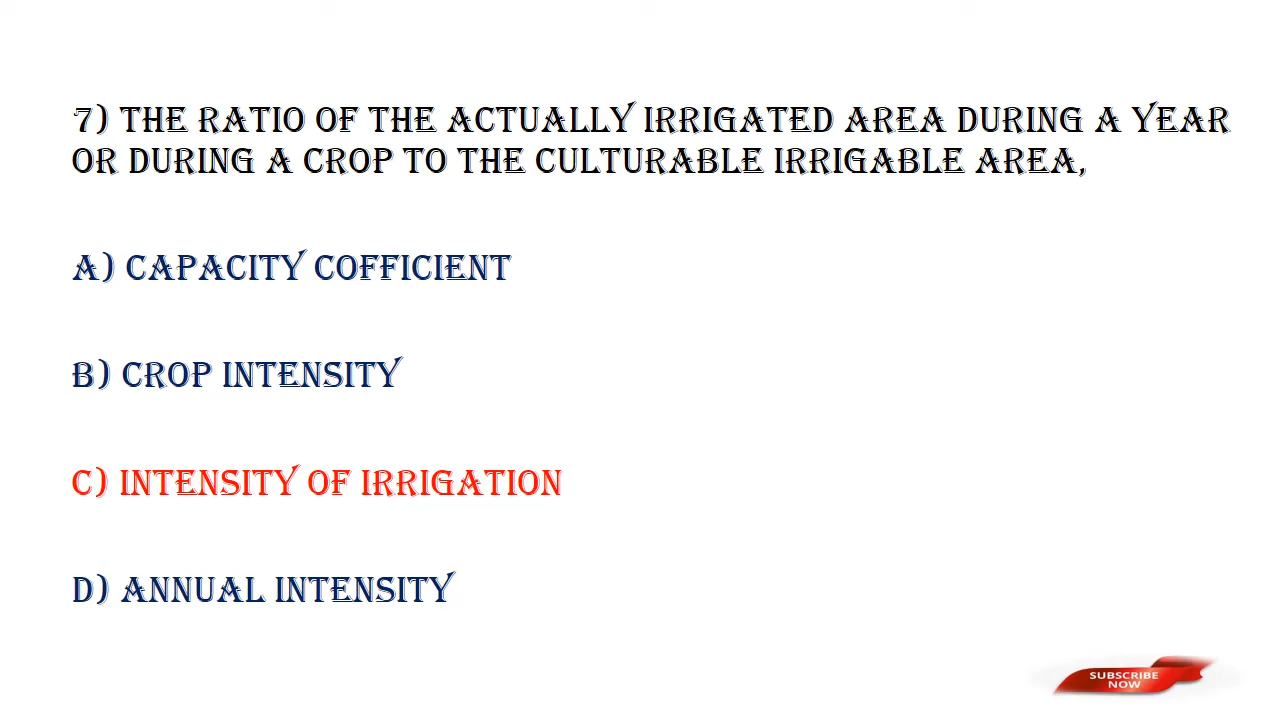 7) THE RATIO OF THE ACTUALLY IRRIGATED AREA DURING A YEAR
OR DURING A CROP TO THE CULTURABLE IRRIGABLE AREA,
A) CAPACITY COFFICIENT
B) CROP INTENSITY
C) INTENSITY OF IRRIGATION
D) ANNUAL INTENSITY
SUBSCRIBE
NOW